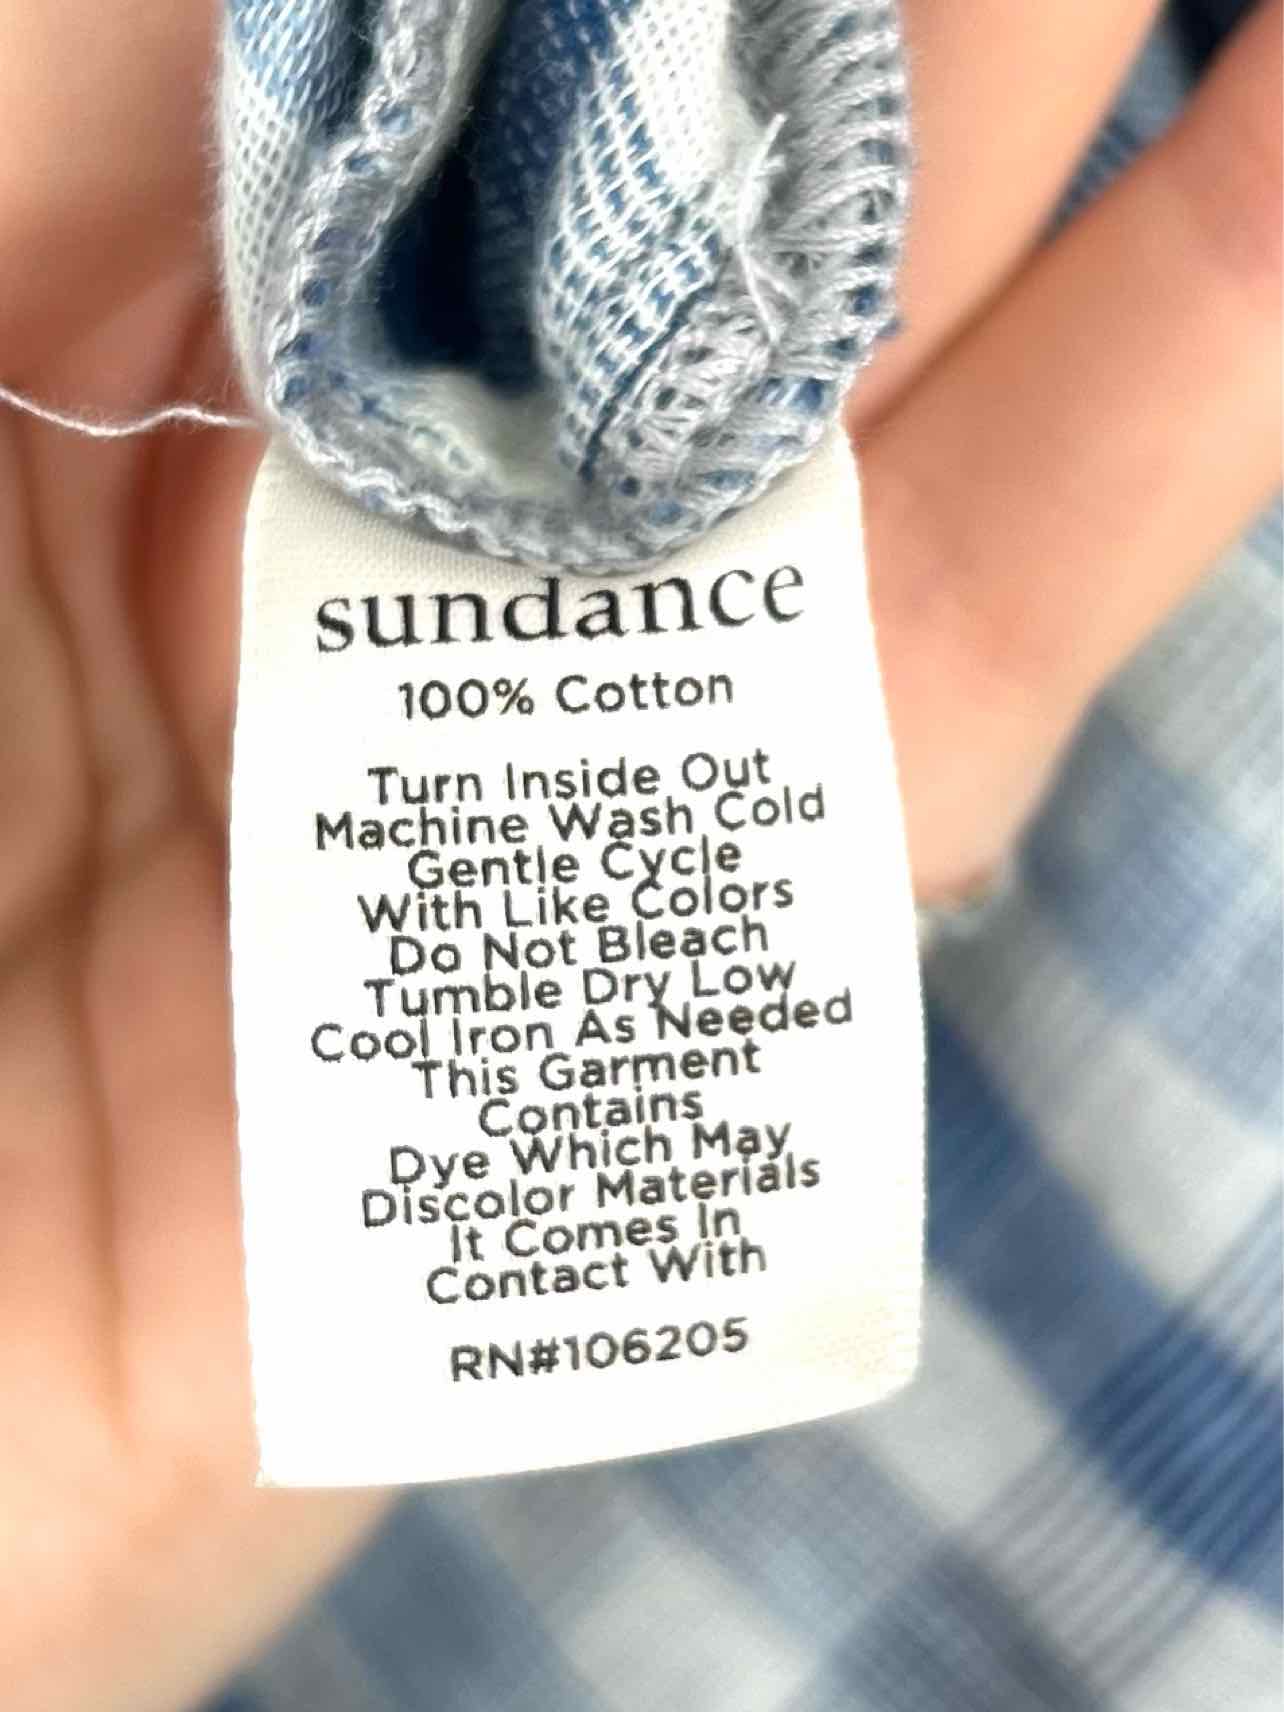 sundance
100% Cotton
Turn Inside Out
Machine Wash Cold
Gentle Cycle
With Like Colors
Do Not Bleach
Tumble Dry Low
Cool Iron As Needed
This Garment
Contains
Dye Which May
Discolor Materials
It Comes In
Contact With
RN#106205